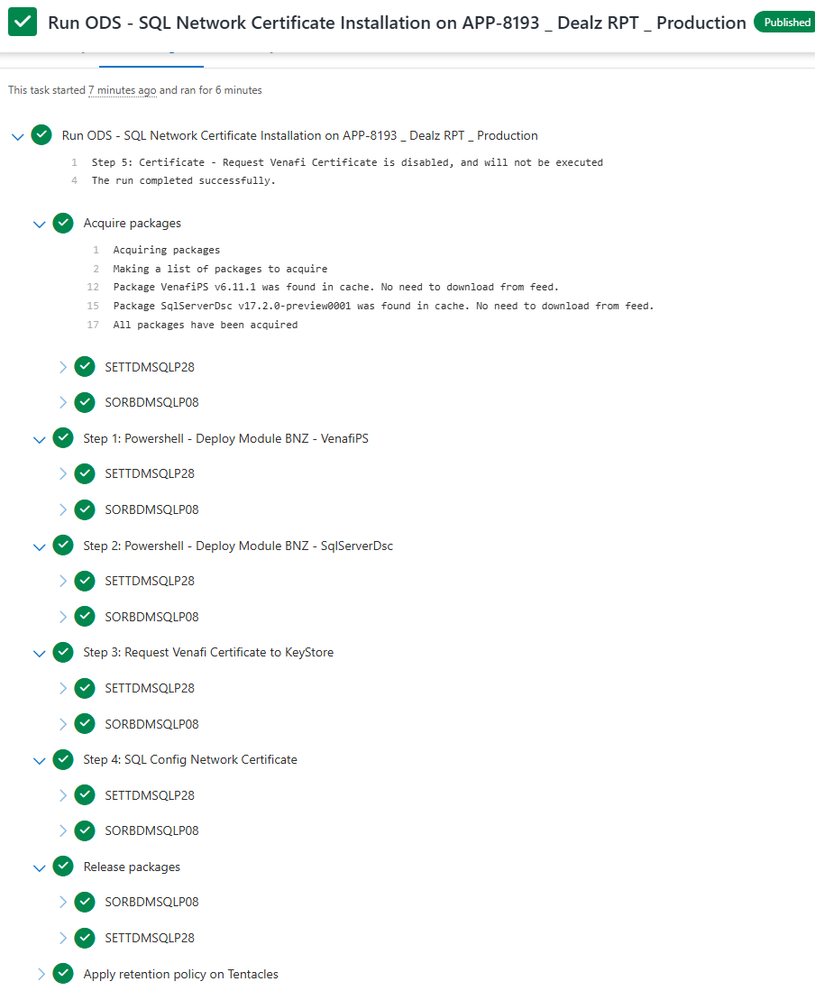 Run ODS - SQL Network Certificate Installation on APP-8193 _ Dealz RPT _ Production Published
This task started 7 minutes ago and ran for 6 minutes
Run ODS - SQL Network Certificate Installation on APP-8193 _ Dealz RPT _ Production
1 Step 5: Certificate - Request Venafi Certificate is disabled, and will not be executed
4 The run completed successfully.
Acquire packages
1 Acquiring packages
2 Making a list of packages to acquire
12 Package VenafiPS v6.11.1 was found in cache. No need to download from feed.
15 Package SqlServerDsc v17.2.0-preview0001 was found in cache. No need to download from feed.
17 All packages have been acquired
SETTDMSQLP28
SORBDMSQLP08
Step 1: Powershell - Deploy Module BNZ - VenafiPS
SETTDMSQLP28
SORBDMSQLP08
Step 2: Powershell - Deploy Module BNZ - SqlServerDsc
SETTDMSQLP28
SORBDMSQLP08
Step 3: Request Venafi Certificate to KeyStore
SETTDMSQLP28
SORBDMSQLP08
Step 4: SQL Config Network Certificate
SETTDMSQLP28
SORBDMSQLP08
Release packages
SORBDMSQLP08
SETTDMSQLP28
Apply retention policy on Tentacles